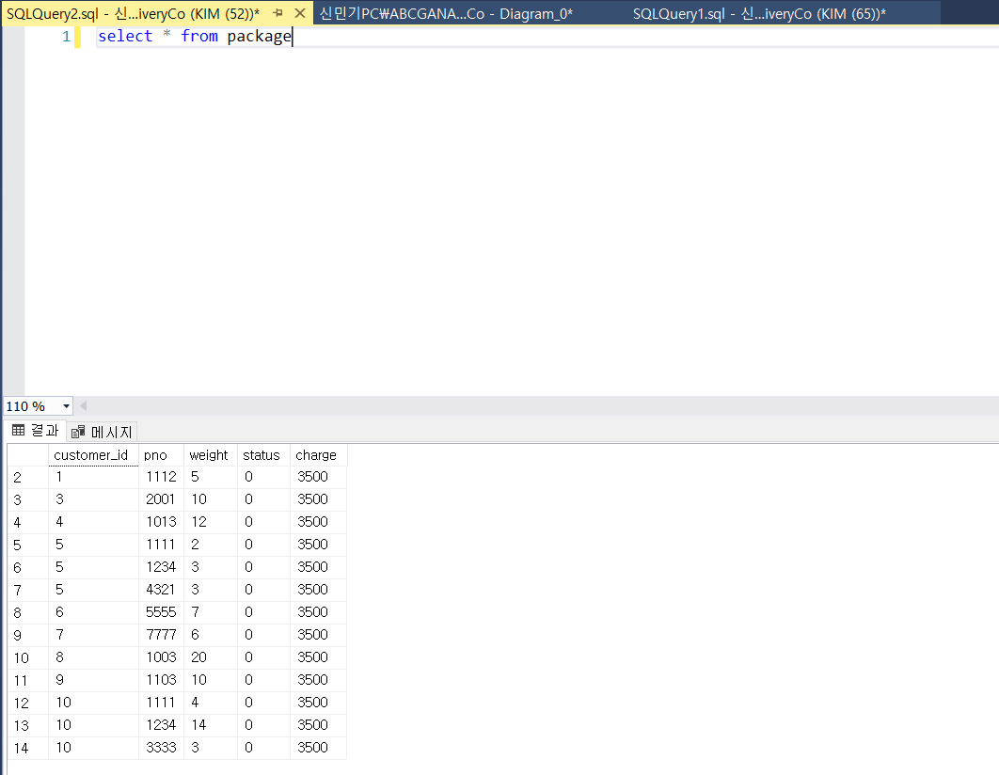 SQLQuery2.sql - 신...iveryCo (KIM (52))* 신민기PC₩ABCGANA...Co - Diagram_0* SQLQuery1.sql - 신...iveryCo (KIM (65))*
1 select * from package
110 %
결과 메시지
customer_id pno weight status charge
2 1 1112 5 0 3500
3 3 2001 10 0 3500
4 4 1013 12 0 3500
5 5 1111 2 0 3500
6 5 1234 3 0 3500
7 5 4321 3 0 3500
8 6 5555 7 0 3500
9 7 7777 6 0 3500
10 8 1003 20 0 3500
11 9 1103 10 0 3500
12 10 1111 4 0 3500
13 10 1234 14 0 3500
14 10 3333 3 0 3500